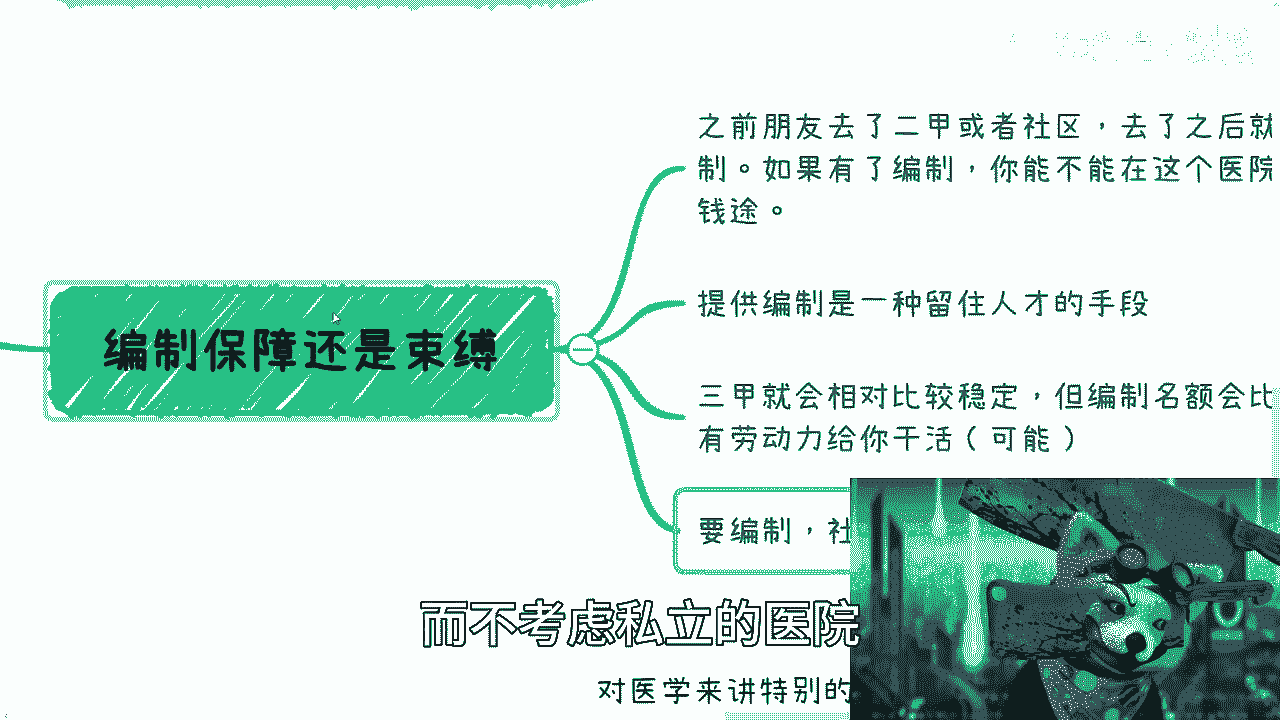 之前朋友去了二甲或者社区，去了之后就
制。如果有了编制，你能不能在这个医院
钱途。
提供编制是一种留住人才的手段
编制保障还是束缚
三甲就会相对比较稳定，但编制名额会比
有劳动力给你干活（可能）
要编制，社
而不考虑私立的医院
对医学来讲特别的